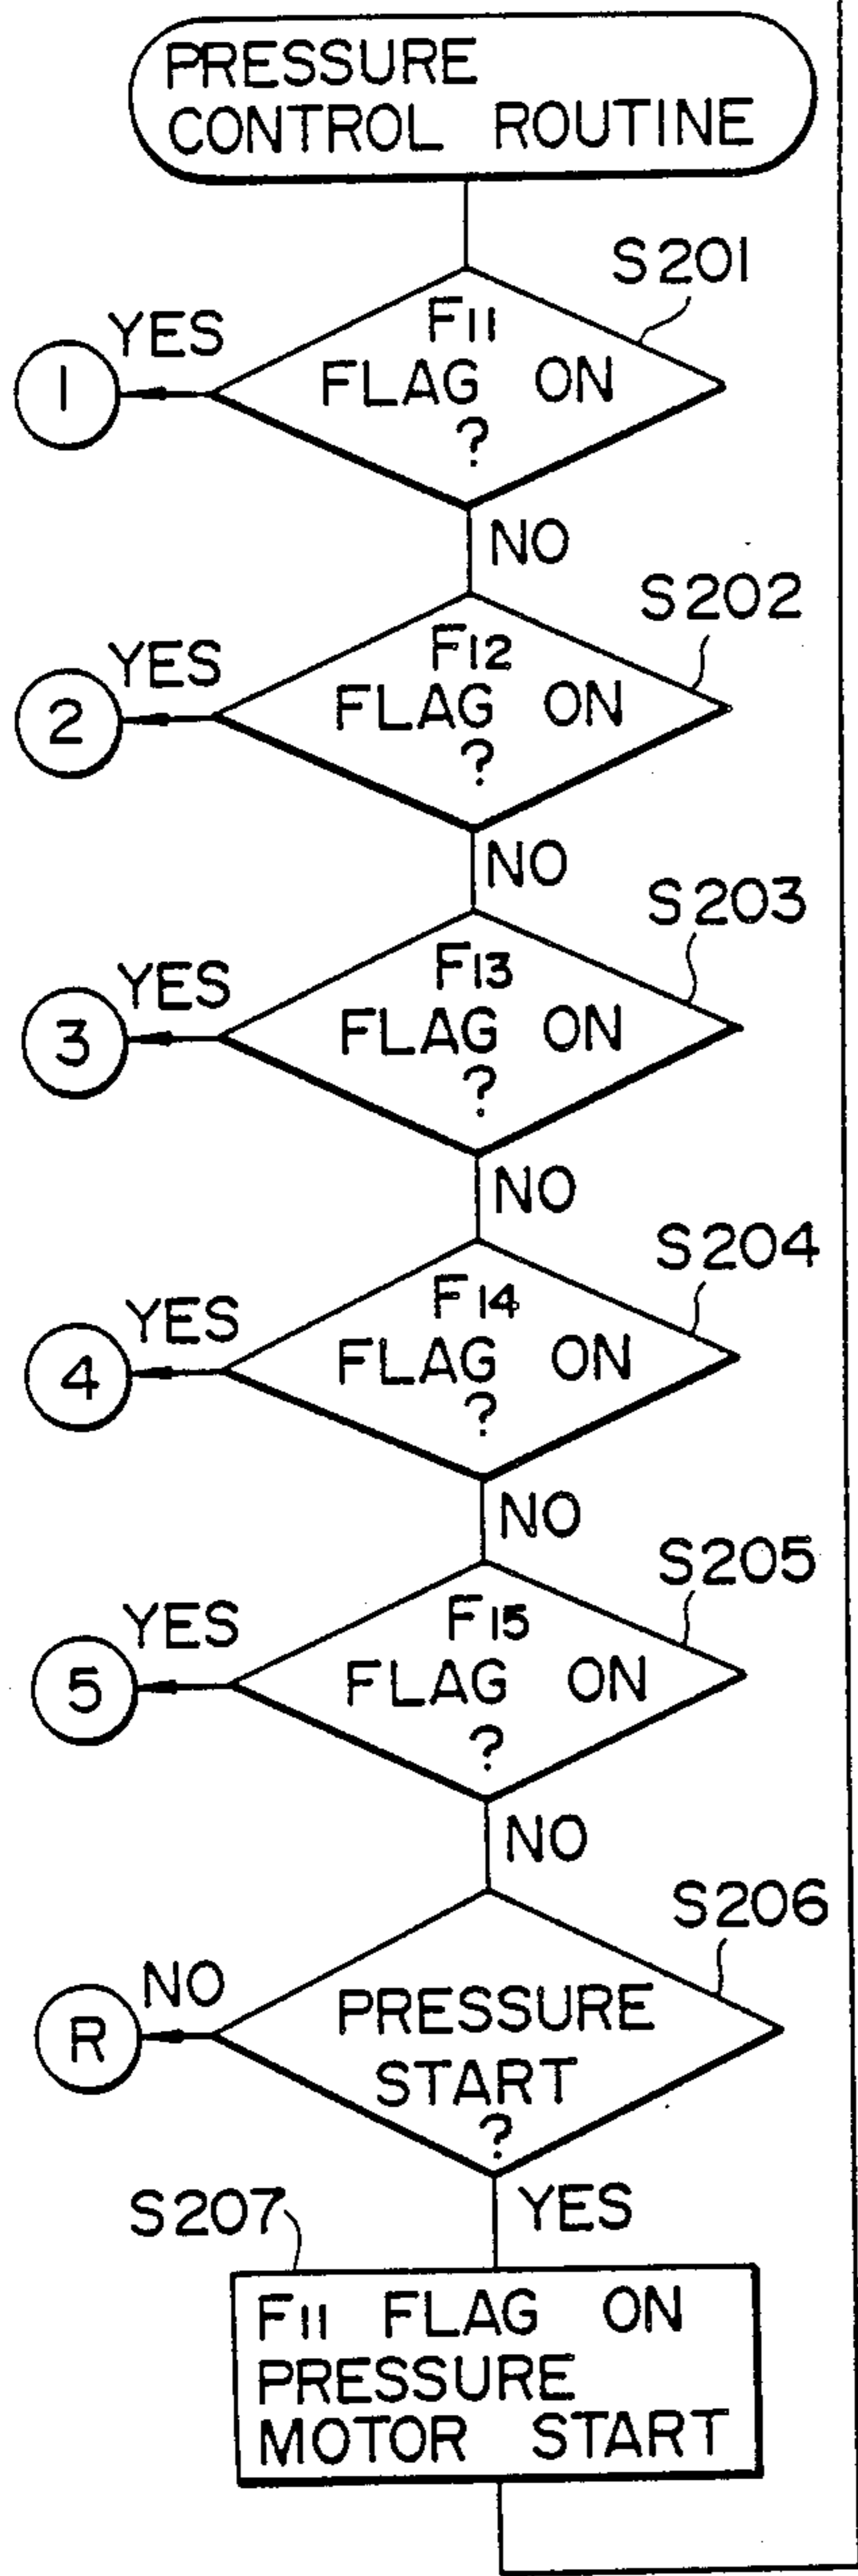 PRESSURE
CONTROL ROUTINE
S201
YES
1
F11
FLAG ON
?
NO
S202
YES
2
F12
FLAG ON
?
NO
S203
YES
3
F13
FLAG ON
?
NO
S204
YES
4
F14
FLAG ON
?
NO
S205
YES
5
F15
FLAG ON
?
NO
S206
NO
R
PRESSURE
START
?
YES
S207
F11 FLAG ON
PRESSURE
MOTOR START